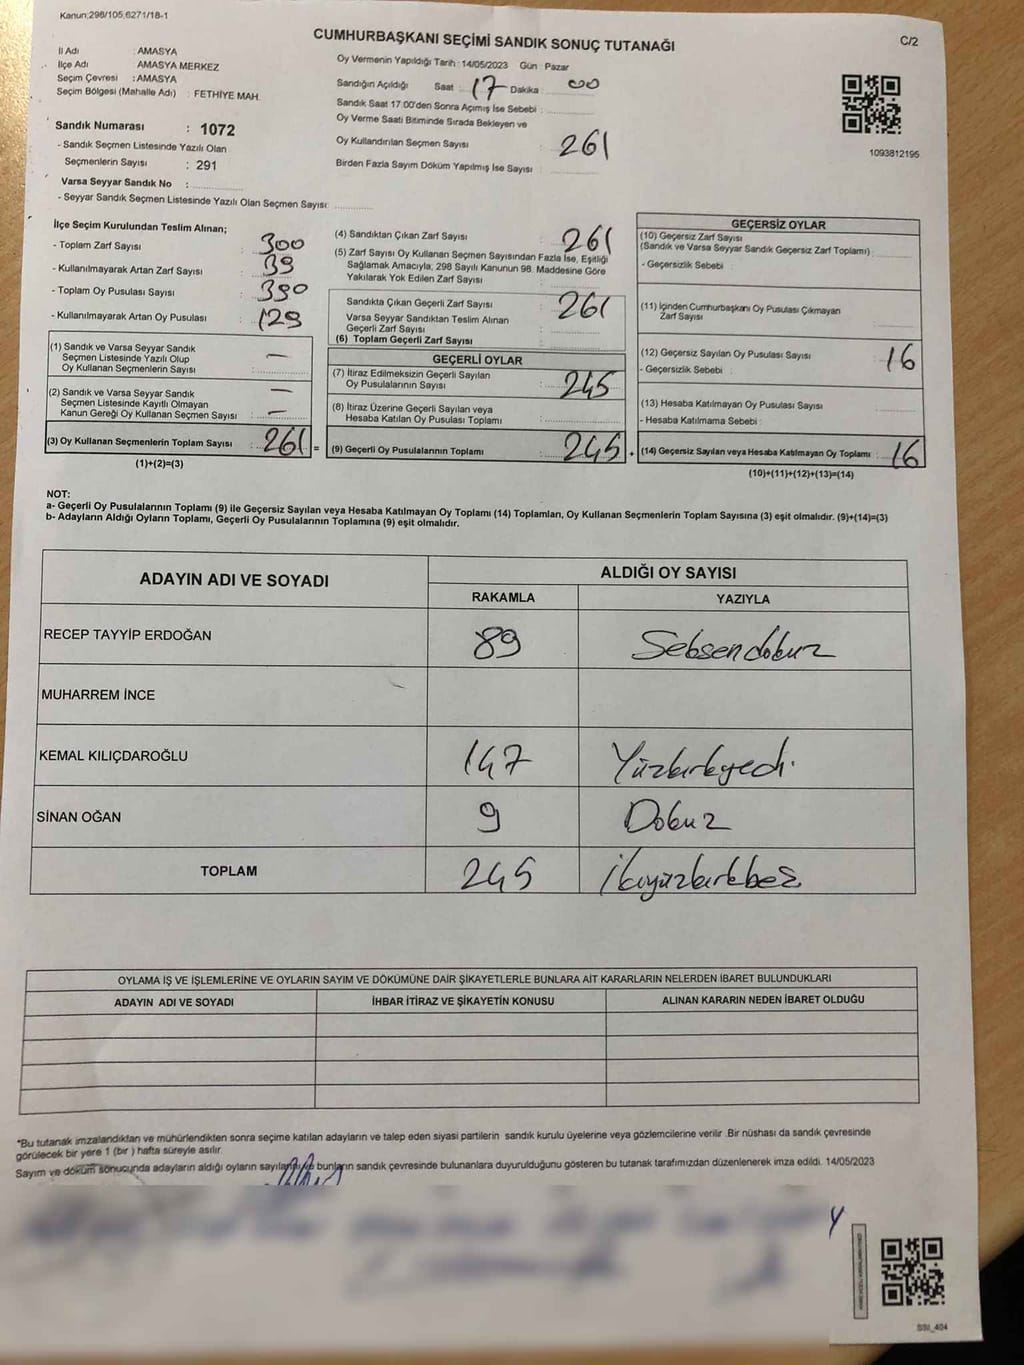 Kanun:298/105,6271/18-1
CUMHURBAŞKANI SEÇİMİ SANDIK SONUÇ TUTANAĞI
C/2
İl Adı : AMASYA
İlçe Adı : AMASYA MERKEZ
Seçim Çevresi : AMASYA
Seçim Bölgesi (Mahalle Adı) : FETHİYE MAH.
Sandık Numarası : 1072
- Sandık Seçmen Listesinde Yazılı Olan
Seçmenlerin Sayısı : 291
Varsa Seyyar Sandık No :
- Seyyar Sandık Seçmen Listesinde Yazılı Olan Seçmen Sayısı:
Oy Vermenin Yapıldığı Tarih : 14/05/2023 Gün : Pazar
Sandığın Açıldığı Saat : 17 Dakika : 00
Sandık Saat 17:00'den Sonra Açımış İse Sebebi :
Oy Verme Saati Bitiminde Sırada Bekleyen ve
Oy Kullandırılan Seçmen Sayısı : 261
Birden Fazla Sayım Döküm Yapılmış İse Sayısı :
1093812195
İlçe Seçim Kurulundan Teslim Alınan;
- Toplam Zarf Sayısı : 300
- Kullanılmayarak Artan Zarf Sayısı : 39
- Toplam Oy Pusulası Sayısı : 390
- Kullanılmayarak Artan Oy Pusulası : 129
(1) Sandık ve Varsa Seyyar Sandık
Seçmen Listesinde Yazılı Olup
Oy Kullanan Seçmenlerin Sayısı : —
(2) Sandık ve Varsa Seyyar Sandık —
Seçmen Listesinde Kayıtlı Olmayan
Kanun Gereği Oy Kullanan Seçmen Sayısı : —
(3) Oy Kullanan Seçmenlerin Toplam Sayısı : 261 =
(1)+(2)=(3)
(4) Sandıktan Çıkan Zarf Sayısı : 261
(5) Zarf Sayısı Oy Kullanan Seçmen Sayısından Fazla İse, Eşitliği
Sağlamak Amacıyla, 298 Sayılı Kanunun 98. Maddesine Göre
Yakılarak Yok Edilen Zarf Sayısı :
Sandıkta Çıkan Geçerli Zarf Sayısı : 261
Varsa Seyyar Sandıktan Teslim Alınan
Geçerli Zarf Sayısı :
(6) Toplam Geçerli Zarf Sayısı :
GEÇERLİ OYLAR
(7) İtiraz Edilmeksizin Geçerli Sayılan
Oy Pusulalarının Sayısı : 245
(8) İtiraz Üzerine Geçerli Sayılan veya
Hesaba Katılan Oy Pusulası Toplamı :
(9) Geçerli Oy Pusulalarının Toplamı : 245 +
GEÇERSİZ OYLAR
(10) Geçersiz Zarf Sayısı
(Sandık ve Varsa Seyyar Sandık Geçersiz Zarf Toplamı) :
- Geçersizlik Sebebi :
(11) İçinden Cumhurbaşkanı Oy Pusulası Çıkmayan
Zarf Sayısı :
(12) Geçersiz Sayılan Oy Pusulası Sayısı : 16
- Geçersizlik Sebebi :
(13) Hesaba Katılmayan Oy Pusulası Sayısı :
- Hesaba Katılmama Sebebi :
(14) Geçersiz Sayılan veya Hesaba Katılmayan Oy Toplamı : 16
(10)+(11)+(12)+(13)=(14)
NOT:
a- Geçerli Oy Pusulalarının Toplamı (9) ile Geçersiz Sayılan veya Hesaba Katılmayan Oy Toplamı (14) Toplamları, Oy Kullanan Seçmenlerin Toplam Sayısına (3) eşit olmalıdır. (9)+(14)=(3)
b- Adayların Aldığı Oyların Toplamı, Geçerli Oy Pusulalarının Toplamına (9) eşit olmalıdır.
ADAYIN ADI VE SOYADI
ALDIĞI OY SAYISI
RAKAMLA YAZIYLA
RECEP TAYYİP ERDOĞAN 89 Seksendokuz
MUHARREM İNCE
KEMAL KILIÇDAROĞLU 147 Yüzkırkyedi
SİNAN OĞAN 9 Dokuz
TOPLAM 245 ikiyüzkırkbeş
OYLAMA İŞ VE İŞLEMLERİNE VE OYLARIN SAYIM VE DÖKÜMÜNE DAİR ŞİKAYETLERLE BUNLARA AİT KARARLARIN NELERDEN İBARET BULUNDUKLARI
ADAYIN ADI VE SOYADI İHBAR İTİRAZ VE ŞİKAYETİN KONUSU ALINAN KARARIN NEDEN İBARET OLDUĞU
*Bu tutanak imzalandıktan ve mühürlendikten sonra seçime katılan adayların ve talep eden siyasi partilerin sandık kurulu üyelerine veya gözlemcilerine verilir .Bir nüshası da sandık çevresinde
görülecek bir yere 1 (bir ) hafta süreyle asılır.
Sayım ve döküm sonucunda adayların aldığı oyların sayıları ve bunların sandık çevresinde bulunanlara duyurulduğunu gösteren bu tutanak tarafımızdan düzenlenerek imza edildi. 14/05/2023
SSI_404